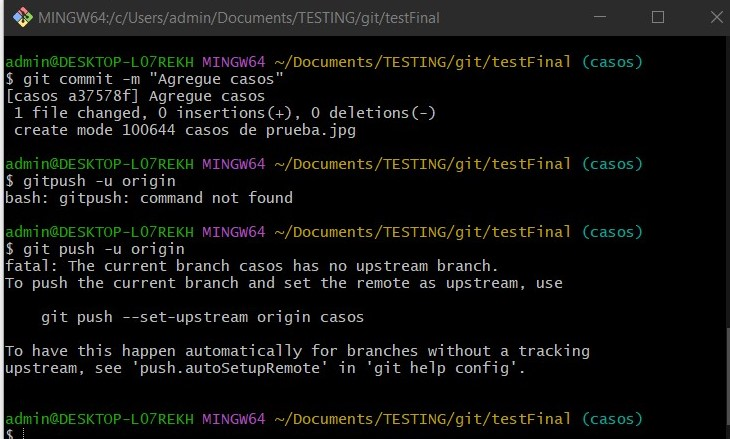 MINGW64:/c/Users/admin/Documents/TESTING/git/testFinal
admin@DESKTOP-LO7REKH MINGW64 ~/Documents/TESTING/git/testFinal (casos)
$ git commit -m "Agregue casos"
[casos a37578f] Agregue casos
 1 file changed, 0 insertions(+), 0 deletions(-)
 create mode 100644 casos de prueba.jpg
admin@DESKTOP-LO7REKH MINGW64 ~/Documents/TESTING/git/testFinal (casos)
$ gitpush -u origin
bash: gitpush: command not found
admin@DESKTOP-LO7REKH MINGW64 ~/Documents/TESTING/git/testFinal (casos)
$ git push -u origin
fatal: The current branch casos has no upstream branch.
To push the current branch and set the remote as upstream, use
    git push --set-upstream origin casos
To have this happen automatically for branches without a tracking
upstream, see 'push.autoSetupRemote' in 'git help config'.
admin@DESKTOP-LO7REKH MINGW64 ~/Documents/TESTING/git/testFinal (casos)
$